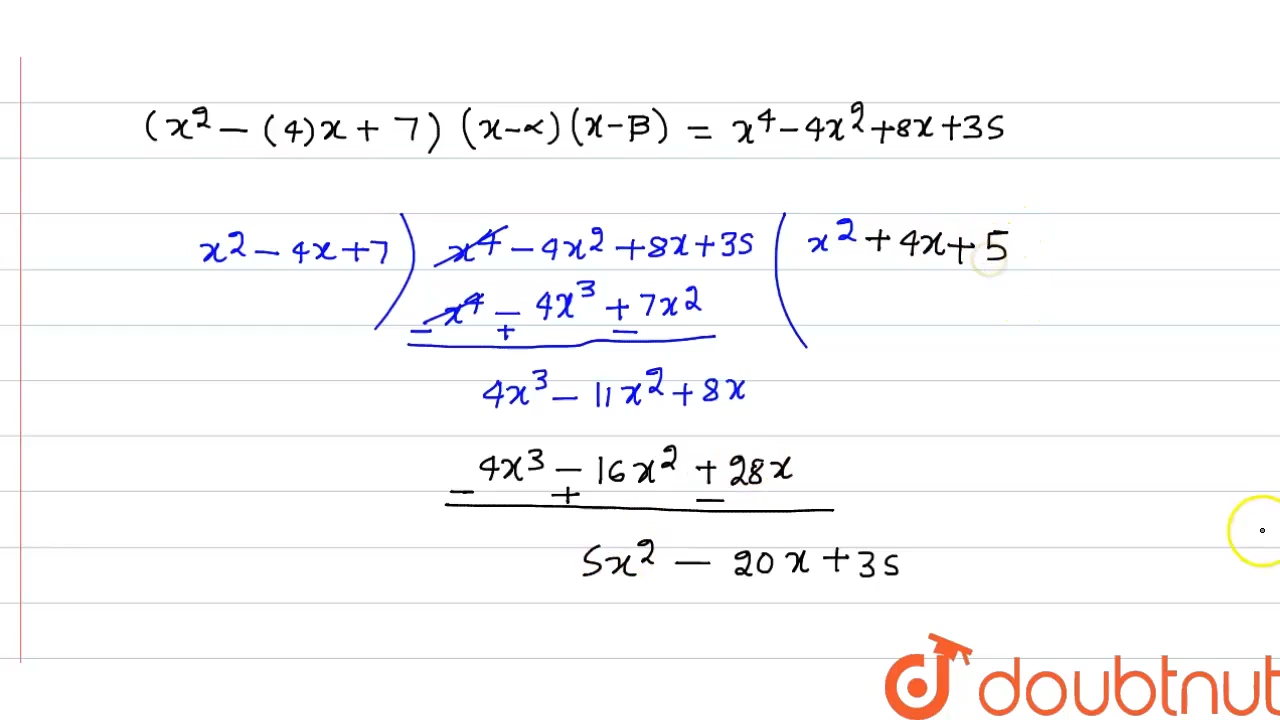 (x² - (4)x + 7) (x-α)(x-β) = x⁴ - 4x² + 8x + 35
x² - 4x + 7 ) x⁴ - 4x² + 8x + 35 ( x² + 4x + 5
x⁴ - 4x³ + 7x²
- + -
4x³ - 11x² + 8x
4x³ - 16x² + 28x
- + -
5x² - 20x + 35
doubtnut